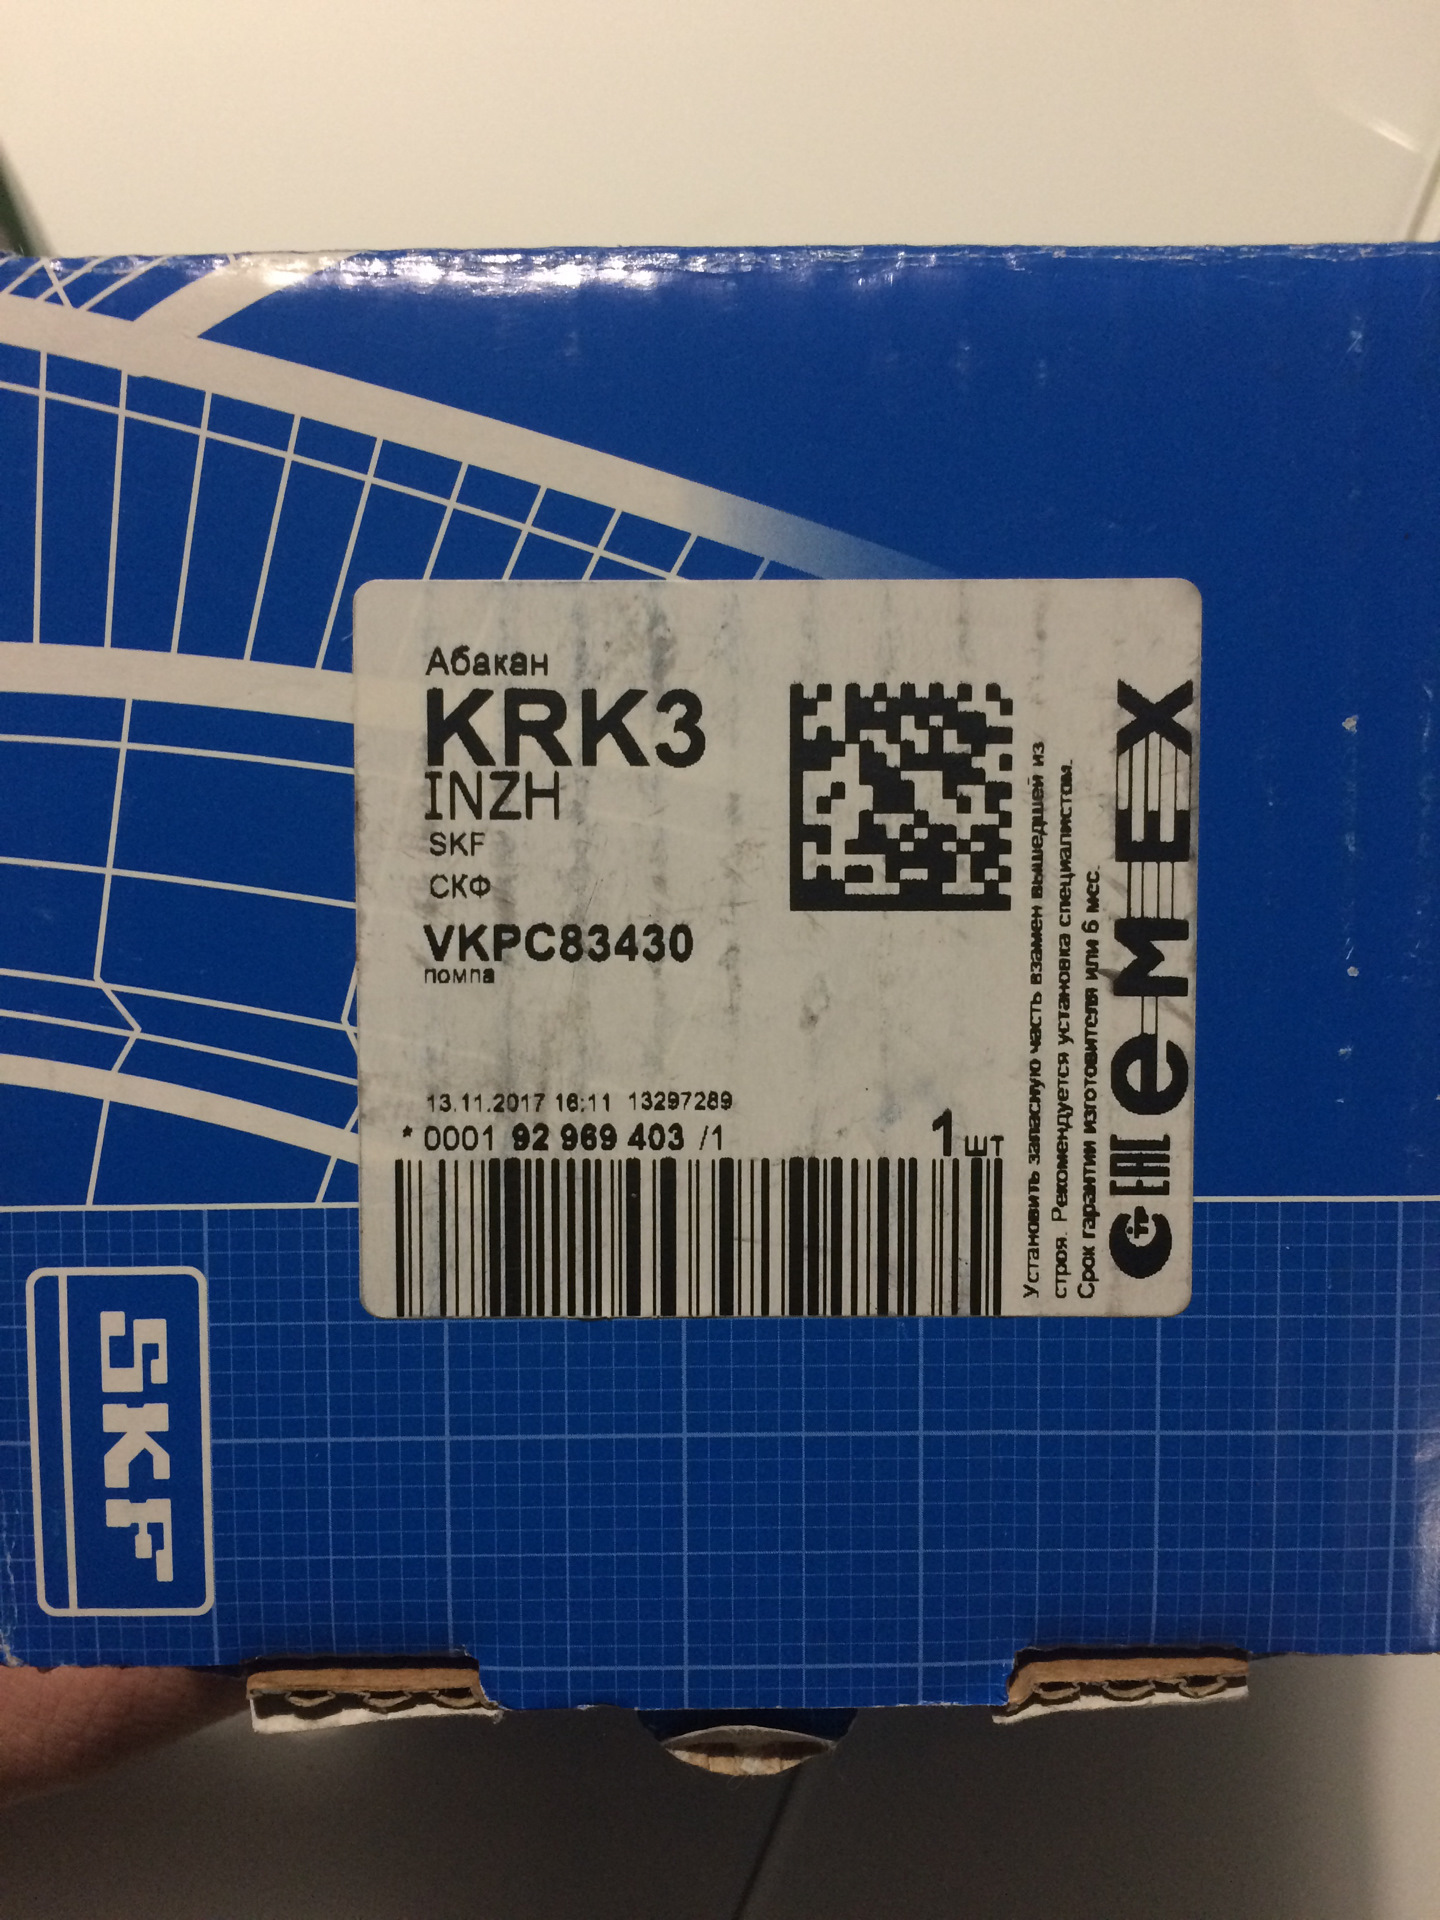 Абакан
KRK3
INZH
SKF
СКФ
VKPC83430
помпа
13.11.2017 16:11 13297289
* 0001 92 969 403 /1
1 шт
Установить запасную часть взамен вышедшей из
строя. Рекомендуется установка специалистом.
Срок гарантии изготовителя или 6 мес.
EAC
eMEX
SKF